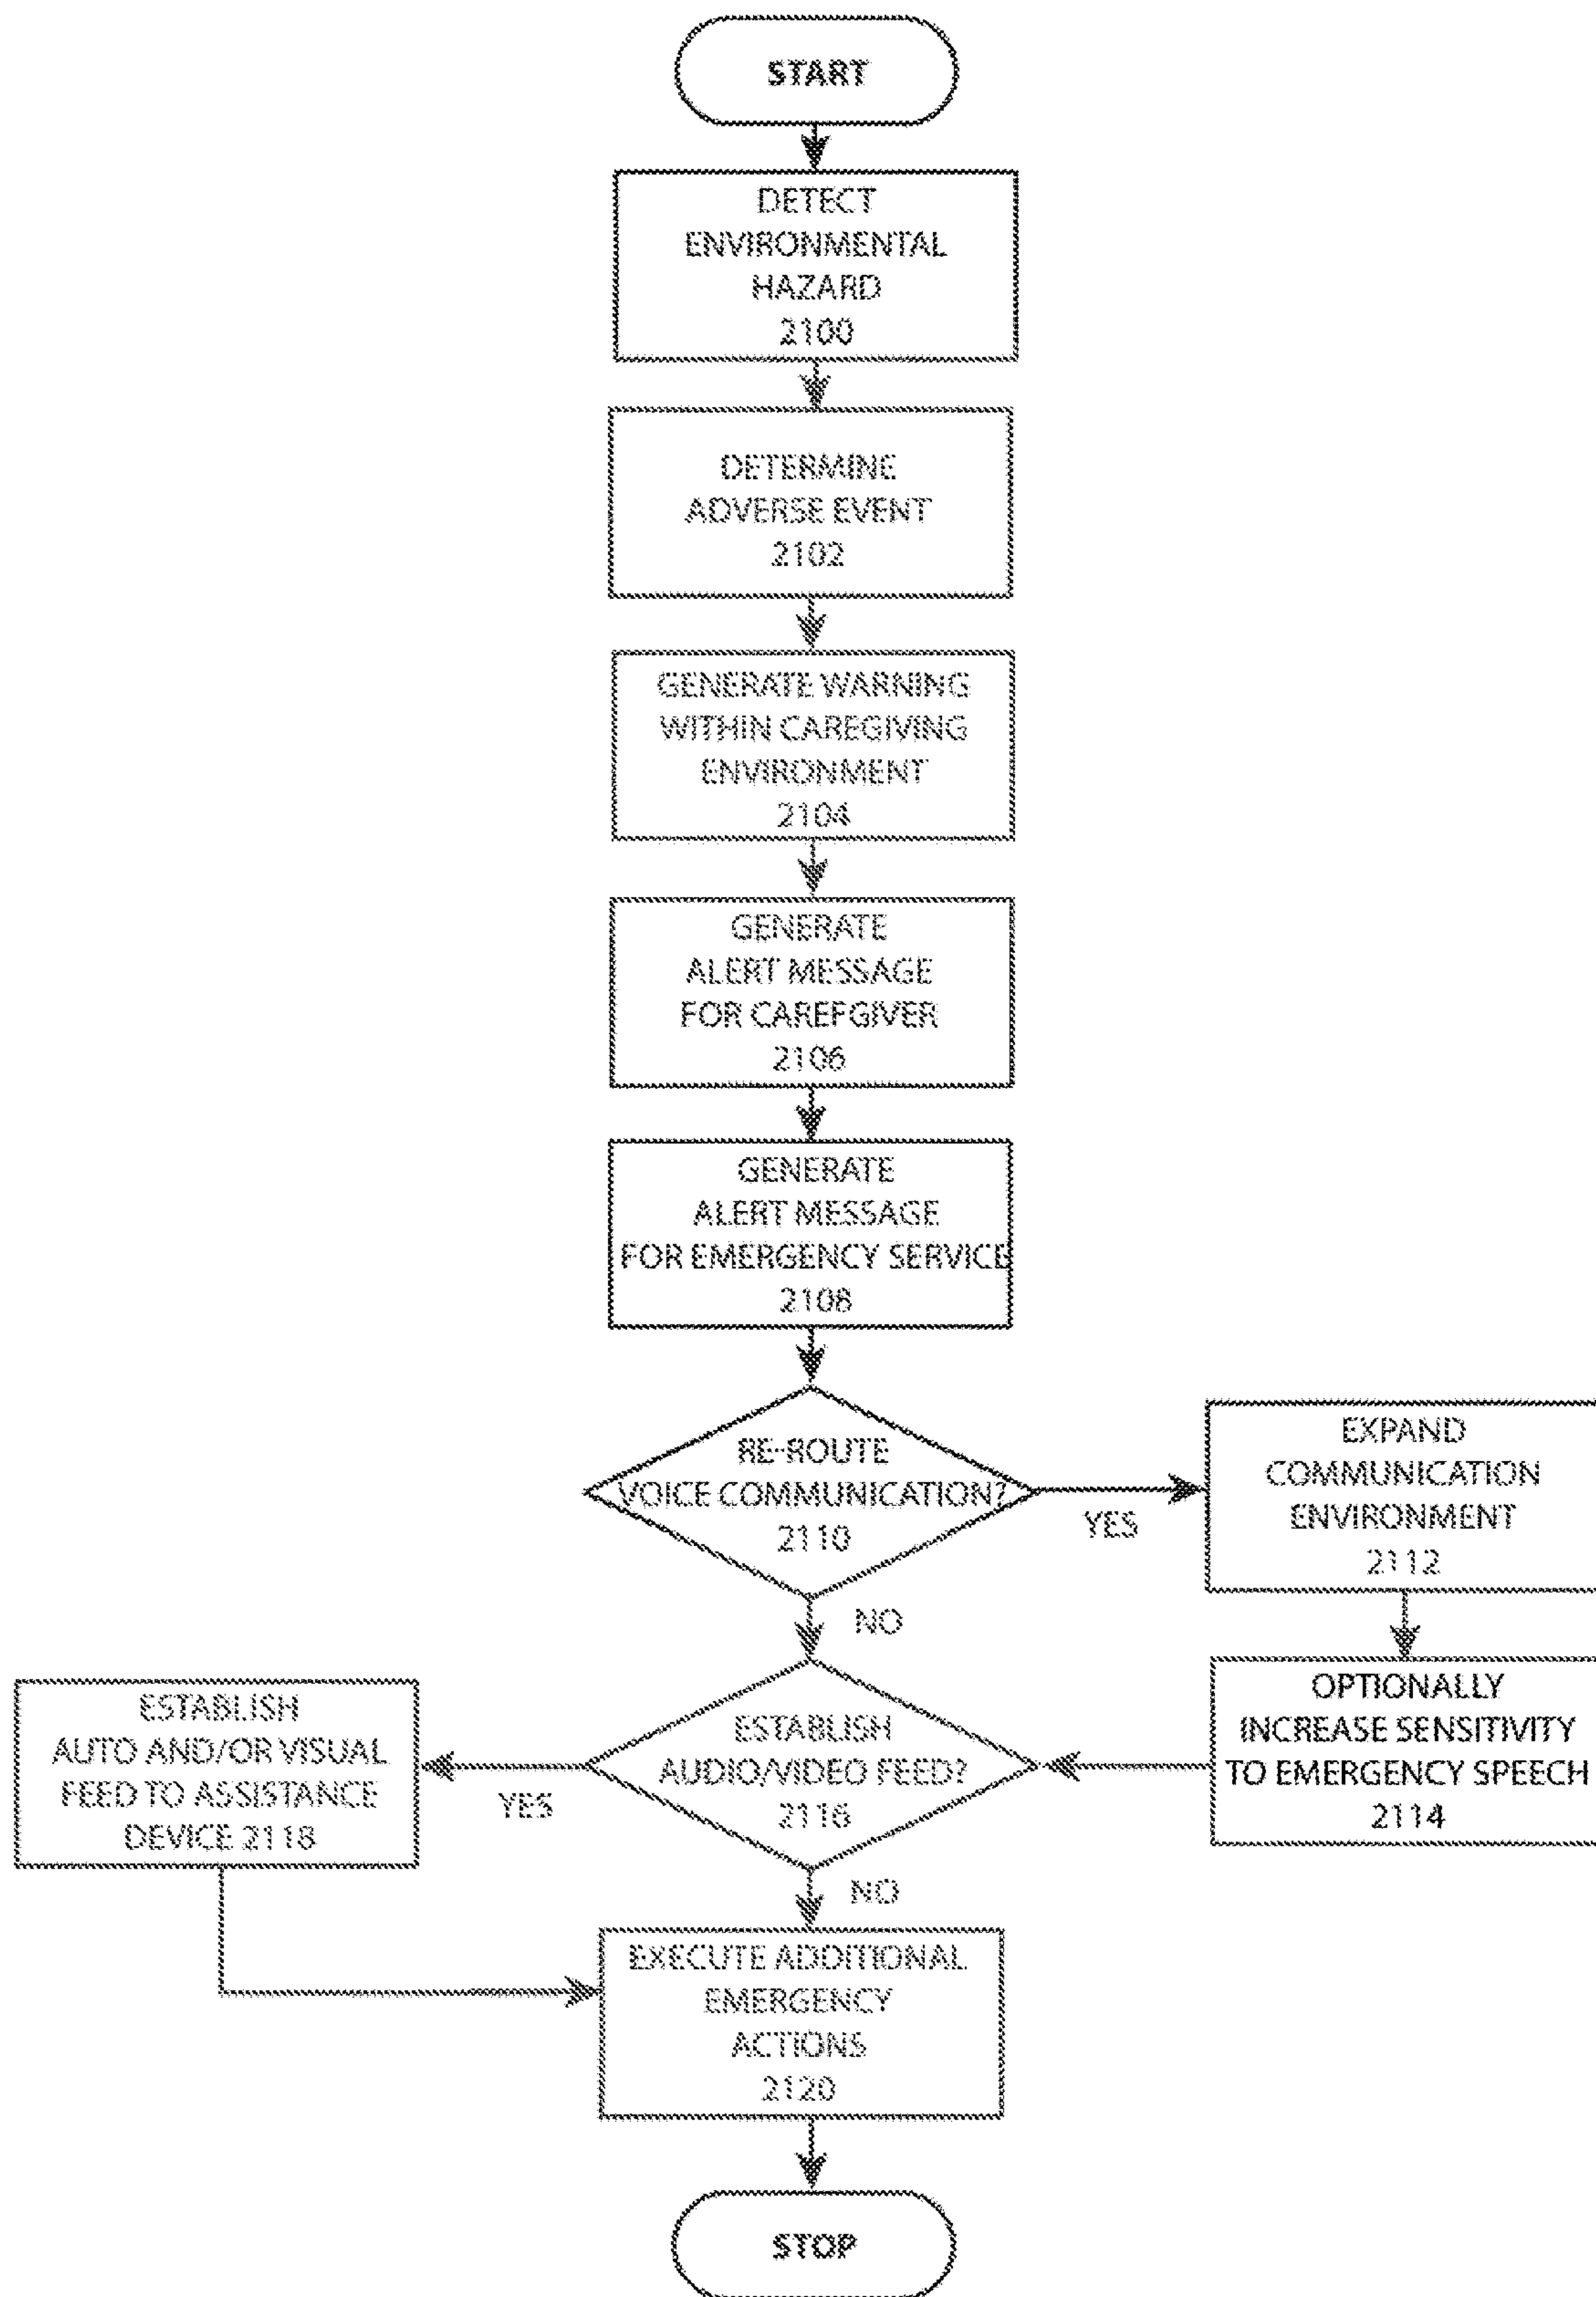 START
DETECT
ENVIRONMENTAL
HAZARD
2100
DETERMINE
ADVERSE EVENT
2102
GENERATE WARNING
WITHIN CAREGIVING
ENVIRONMENT
2104
GENERATE
ALERT MESSAGE
FOR CAREFGIVER
2106
GENERATE
ALERT MESSAGE
FOR EMERGENCY SERVICE
2108
RE-ROUTE
VOICE COMMUNICATION?
2110
YES
EXPAND
COMMUNICATION
ENVIRONMENT
2112
NO
OPTIONALLY
INCREASE SENSITIVITY
TO EMERGENCY SPEECH
2114
ESTABLISH
AUDIO/VIDEO FEED?
2116
YES
ESTABLISH
AUTO AND/OR VISUAL
FEED TO ASSISTANCE
DEVICE 2118
NO
EXECUTE ADDITIONAL
EMERGENCY
ACTIONS
2120
STOP